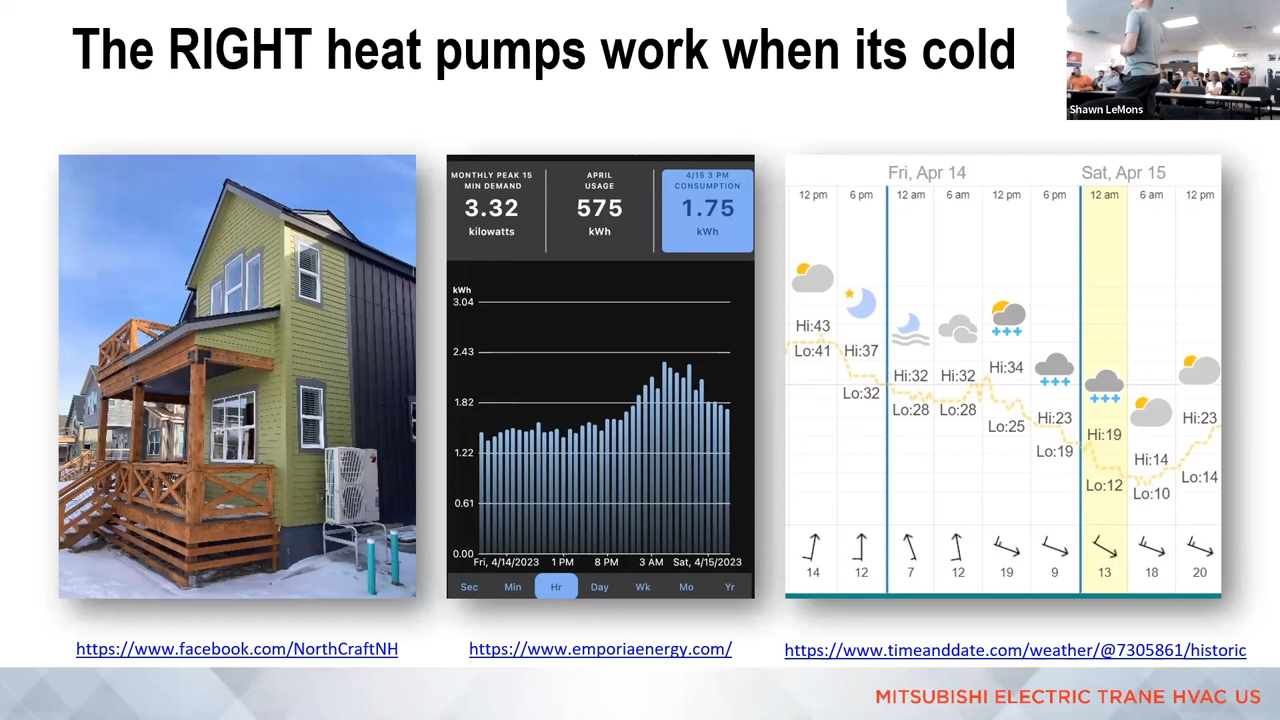 The RIGHT heat pumps work when its cold
Shawn LeMons
MONTHLY PEAK 15
MIN DEMAND
3.32
kilowatts
APRIL
USAGE
575
kWh
4/15 3 PM
CONSUMPTION
1.75
kWh
kWh
3.04
2.43
1.82
1.22
0.61
0.00
Fri, 4/14/2023 1 PM 8 PM 3 AM Sat, 4/15/2023
Sec Min Hr Day Wk Mo Yr
Fri, Apr 14 Sat, Apr 15
12 pm 6 pm 12 am 6 am 12 pm 6 pm 12 am 6 am 12 pm
Hi:43
Lo:41
Hi:37
Lo:32
Hi:32
Lo:28
Hi:32
Lo:28
Hi:34
Lo:25
Hi:23
Lo:19
Hi:19
Lo:12
Hi:14
Lo:10
Hi:23
Lo:14
14 12 7 12 19 9 13 18 20
https://www.facebook.com/NorthCraftNH
https://www.emporiaenergy.com/
https://www.timeanddate.com/weather/@7305861/historic
MITSUBISHI ELECTRIC TRANE HVAC US